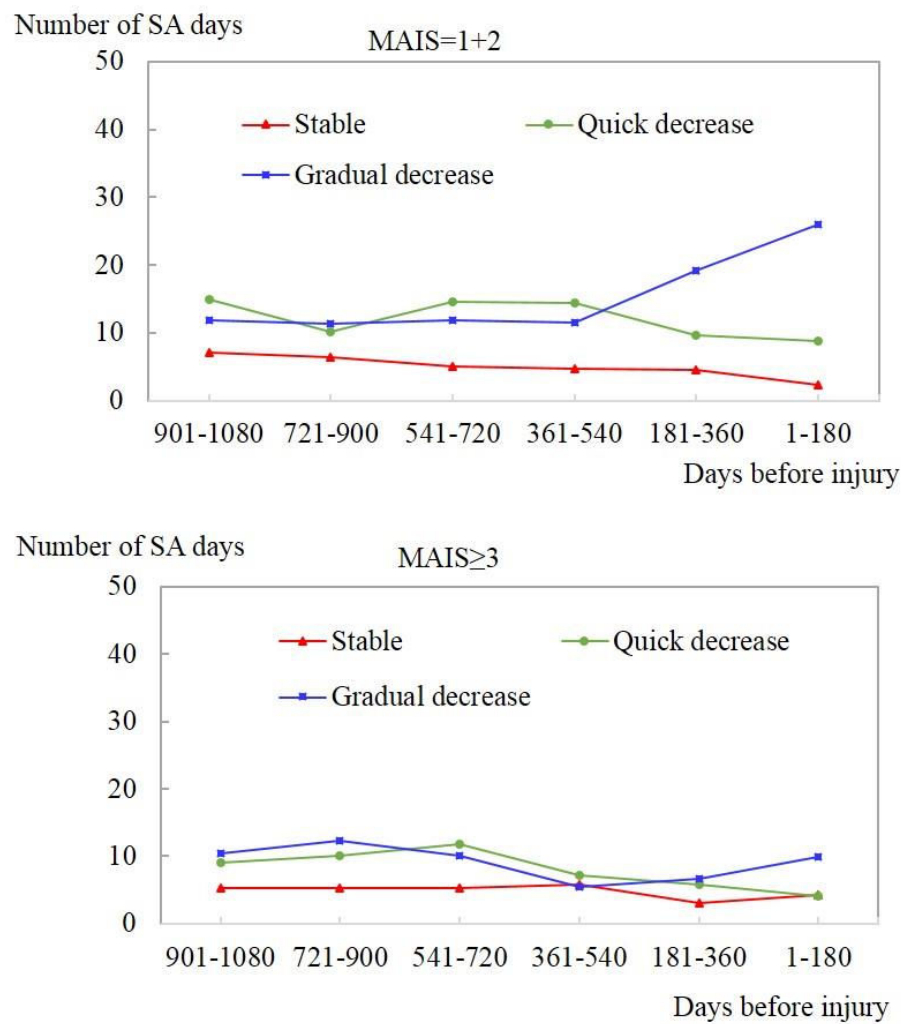 Number of SA days
MAIS=1+2
50
Stable
Quick decrease
40
Gradual decrease
30
20
10
0
901-1080 721-900 541-720 361-540 181-360 1-180
Days before injury
Number of SA days
MAIS≥3
50
Stable
Quick decrease
40
Gradual decrease
30
20
10
0
901-1080 721-900 541-720 361-540 181-360 1-180
Days before injury